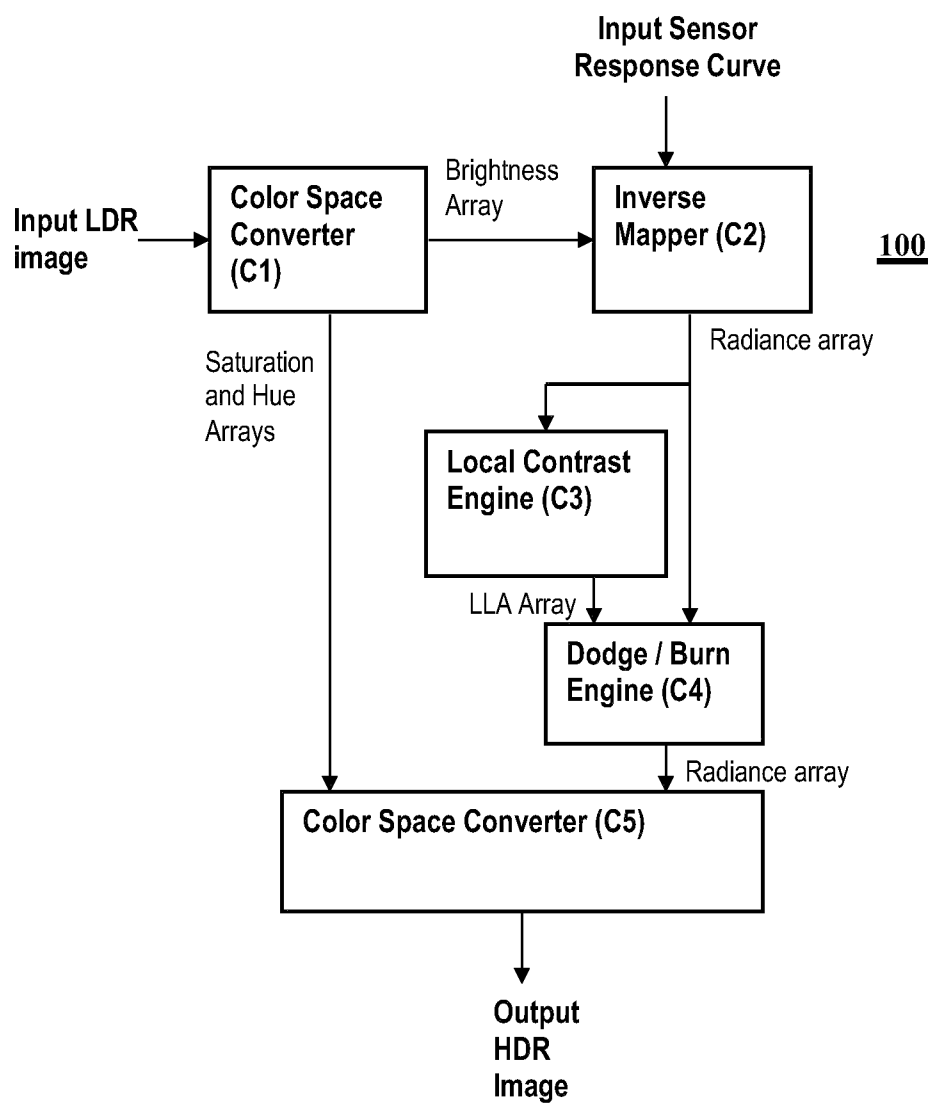 Input Sensor
Response Curve
Brightness
Array
Color Space
Converter
(C1)
Inverse
Mapper (C2)
Input LDR
image
100
Radiance array
Saturation
and Hue
Arrays
Local Contrast
Engine (C3)
LLA Array
Dodge / Burn
Engine (C4)
Radiance array
Color Space Converter (C5)
Output
HDR
Image